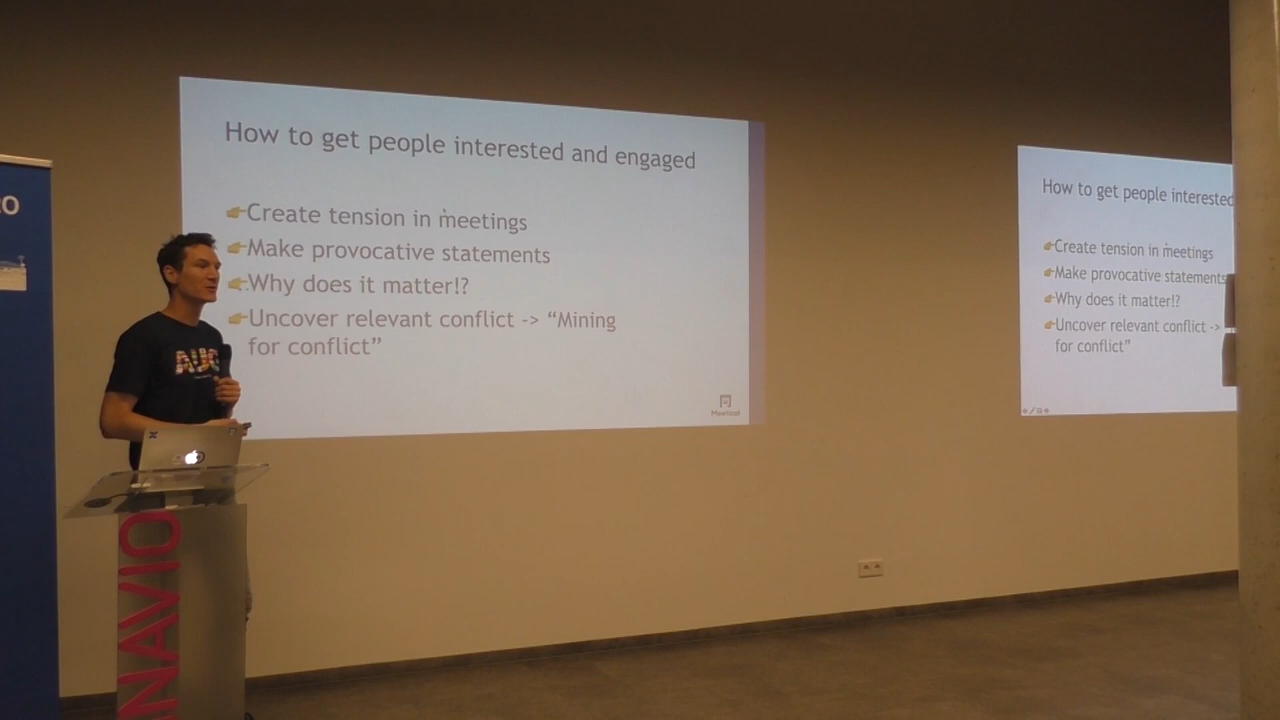 How to get people interested and engaged
Create tension in meetings
Make provocative statements
Why does it matter!?
Uncover relevant conflict -> “Mining
for conflict”
Meetical
How to get people interested
Create tension in meetings
Make provocative statements
Why does it matter!?
Uncover relevant conflict ->
for conflict”
AUG
NAVIO